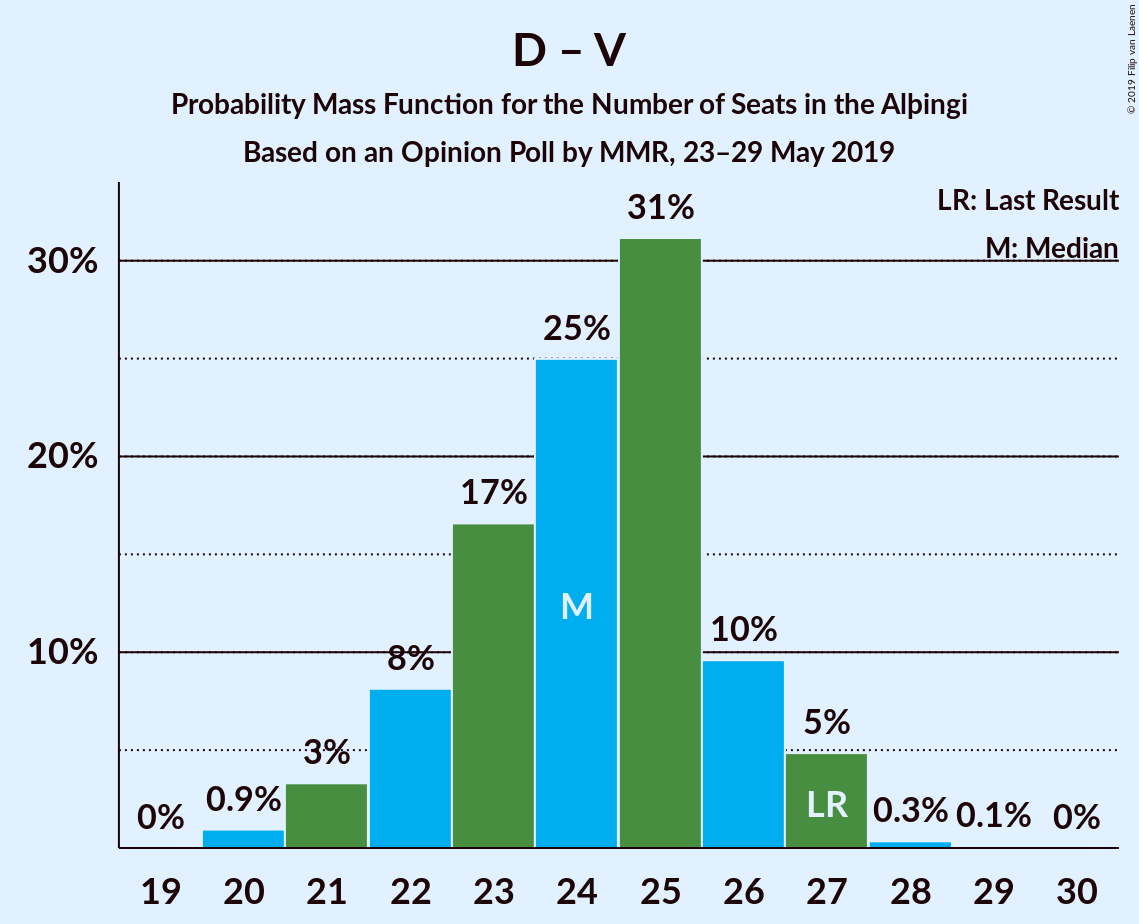 D – V
Probability Mass Function for the Number of Seats in the Alþingi
Based on an Opinion Poll by MMR, 23–29 May 2019
© 2019 Filip van Laenen
LR: Last Result
M: Median
30%
20%
10%
0%
0.9%
3%
8%
17%
25%
31%
10%
5%
0.3%
0.1%
0%
M
LR
19 20 21 22 23 24 25 26 27 28 29 30